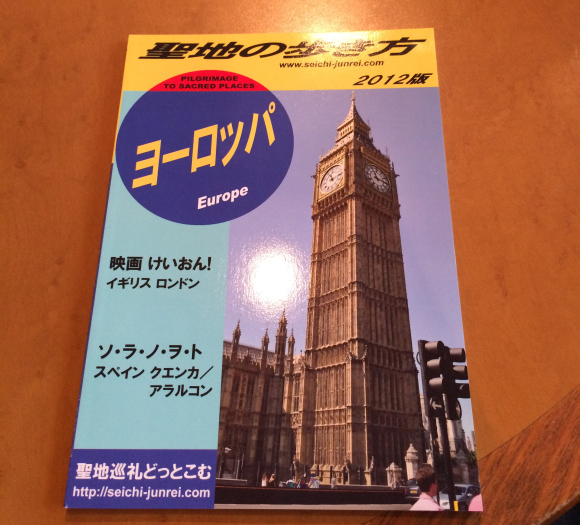 聖地の歩き方
www.seichi-junrei.com
2012版
PILGRIMAGE
TO SACRED PLACES
ヨーロッパ
Europe
映画 けいおん!
イギリス ロンドン
ソ・ラ・ノ・ヲ・ト
スペイン クエンカ/
アラルコン
聖地巡礼どっとこむ
http://seichi-junrei.com